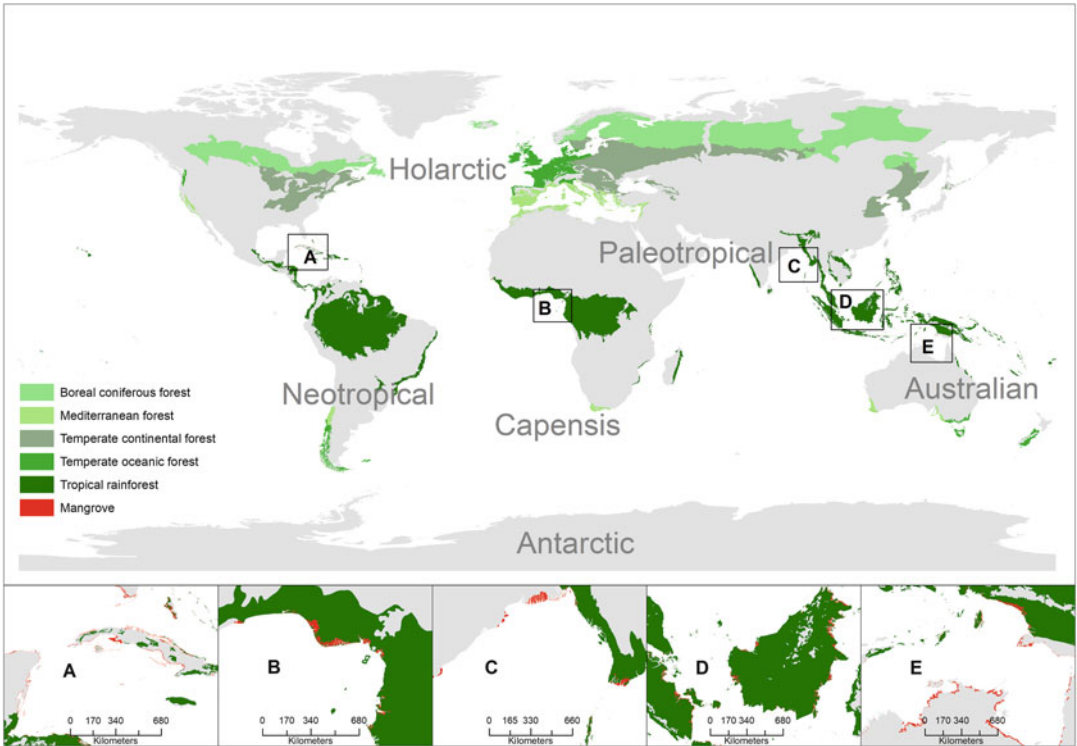 Holarctic
Paleotropical
A
C
D
B
E
Neotropical
Australian
Capensis
Antarctic
Boreal coniferous forest
Mediterranean forest
Temperate continental forest
Temperate oceanic forest
Tropical rainforest
Mangrove
A
0 170 340 680
Kilometers
B
0 170 340 680
Kilometers
C
0 165 330 660
Kilometers
D
0 170 340 680
Kilometers
E
0 170 340 680
Kilometers